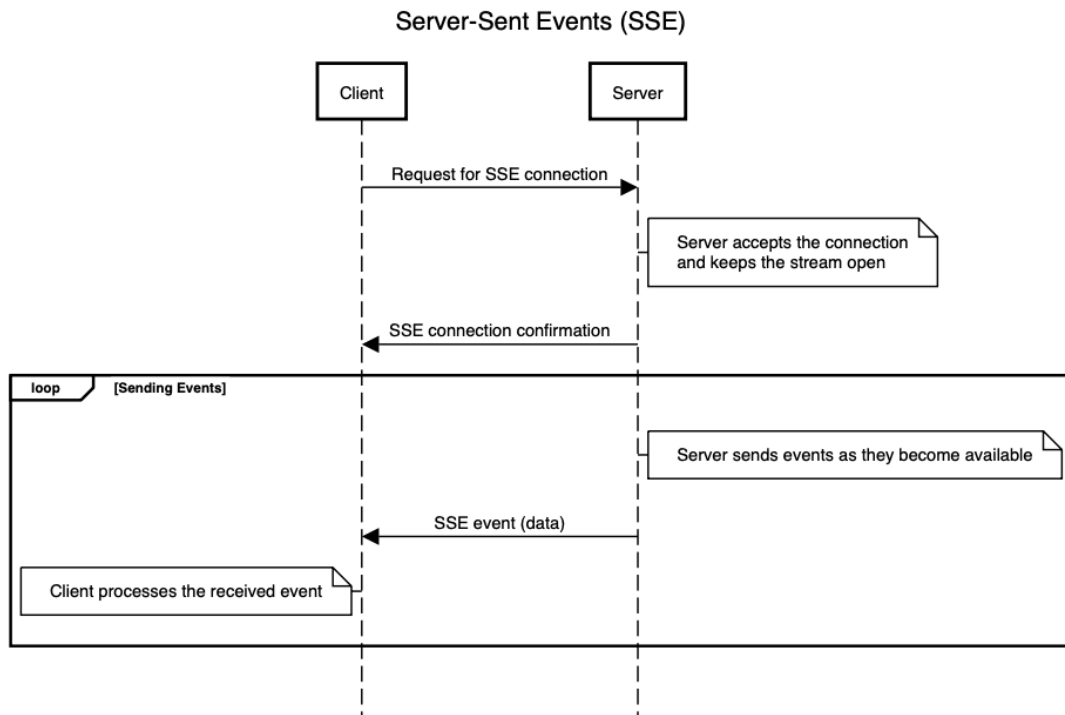 Server-Sent Events (SSE)
Client
Server
Request for SSE connection
Server accepts the connection
and keeps the stream open
SSE connection confirmation
loop
[Sending Events]
Server sends events as they become available
SSE event (data)
Client processes the received event